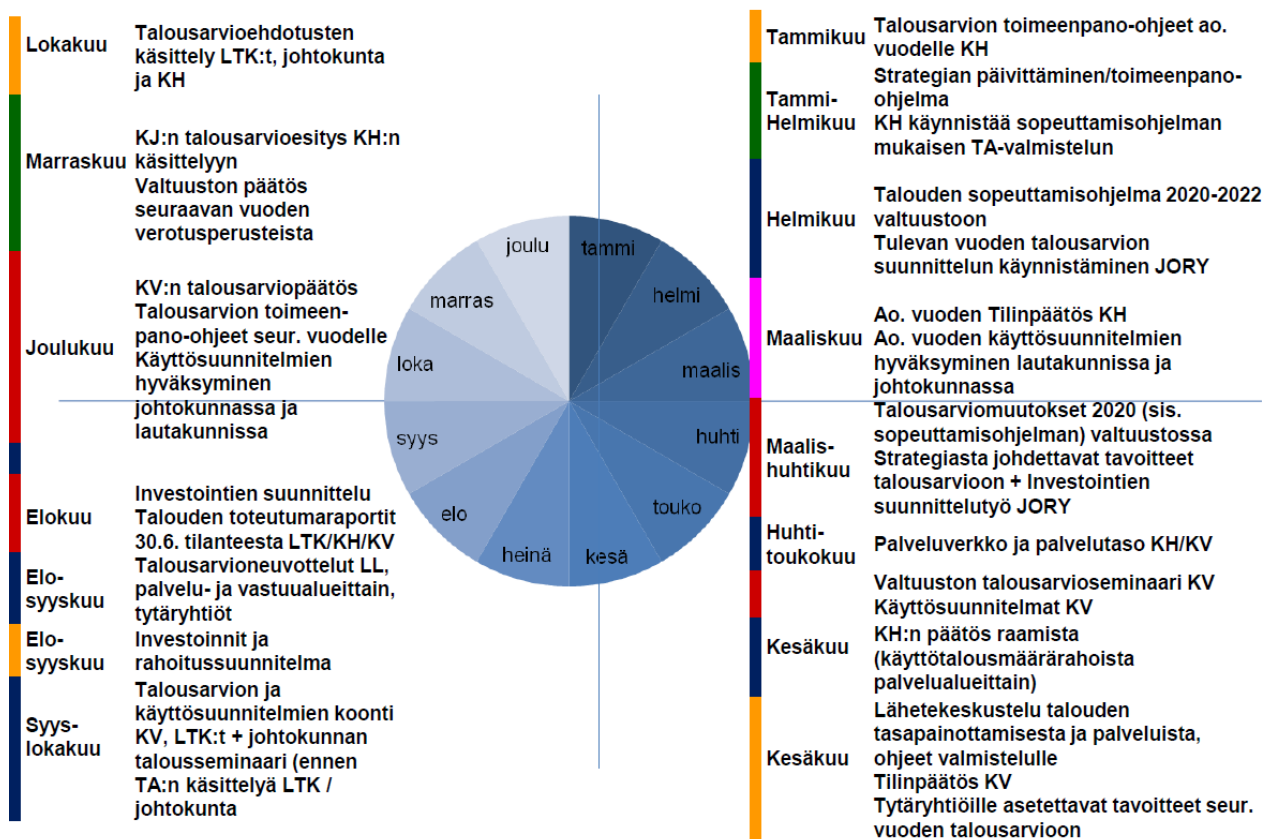 Lokakuu
Talousarvioehdotusten
käsittely LTK:t, johtokunta
ja KH
Marraskuu
KJ:n talousarvioesitys KH:n
käsittelyyn
Valtuuston päätös
seuraavan vuoden
verotusperusteista
Joulukuu
KV:n talousarviopäätös
Talousarvion toimeen-
pano-ohjeet seur. vuodelle
Käyttösuunnitelmien
hyväksyminen
johtokunnassa ja
lautakunnissa
Elokuu
Investointien suunnittelu
Talouden toteutumaraportit
30.6. tilanteesta LTK/KH/KV
Elo-
syyskuu
Talousarvioneuvottelut LL,
palvelu- ja vastuualueittain,
tytäryhtiöt
Elo-
syyskuu
Investoinnit ja
rahoitussuunnitelma
Syys-
lokakuu
Talousarvion ja
käyttösuunnitelmien koonti
KV, LTK:t + johtokunnan
talousseminaari (ennen
TA:n käsittelyä LTK /
johtokunta
tammi
helmi
maalis
huhti
touko
kesä
heinä
elo
syys
loka
marras
joulu
Tammikuu
Talousarvion toimeenpano-ohjeet ao.
vuodelle KH
Tammi-
Helmikuu
Strategian päivittäminen/toimeenpano-
ohjelma
KH käynnistää sopeuttamisohjelman
mukaisen TA-valmistelun
Helmikuu
Talouden sopeuttamisohjelma 2020-2022
valtuustoon
Tulevan vuoden talousarvion
suunnittelun käynnistäminen JORY
Maaliskuu
Ao. vuoden Tilinpäätös KH
Ao. vuoden käyttösuunnitelmien
hyväksyminen lautakunnissa ja
johtokunnassa
Maalis-
huhtikuu
Talousarviomuutokset 2020 (sis.
sopeuttamisohjelman) valtuustossa
Strategiasta johdettavat tavoitteet
talousarvioon + Investointien
suunnittelutyö JORY
Huhti-
toukokuu
Palveluverkko ja palvelutaso KH/KV
Valtuuston talousarvioseminaari KV
Käyttösuunnitelmat KV
Kesäkuu
KH:n päätös raamista
(käyttötalousmäärärahoista
palvelualueittain)
Kesäkuu
Lähetekeskustelu talouden
tasapainottamisesta ja palveluista,
ohjeet valmistelulle
Tilinpäätös KV
Tytäryhtiöille asetettavat tavoitteet seur.
vuoden talousarvioon